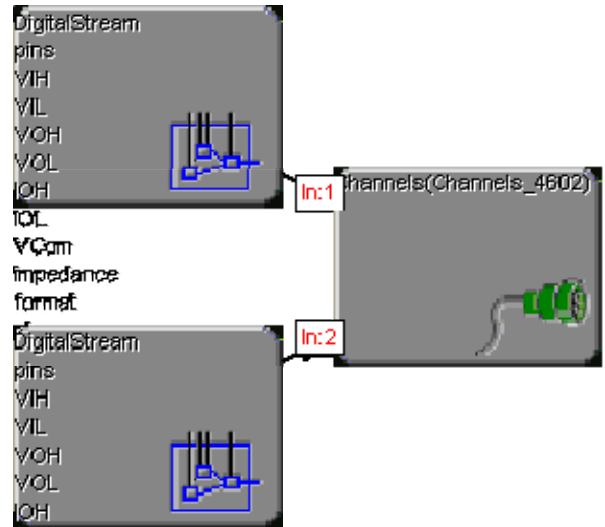 DigitalStream
pins
VIH
VIL
VOH
VOL
IOH
IOL
VCom
impedance
format
In:1
Channels(Channels_4602)
In:2
DigitalStream
pins
VIH
VIL
VOH
VOL
IOH